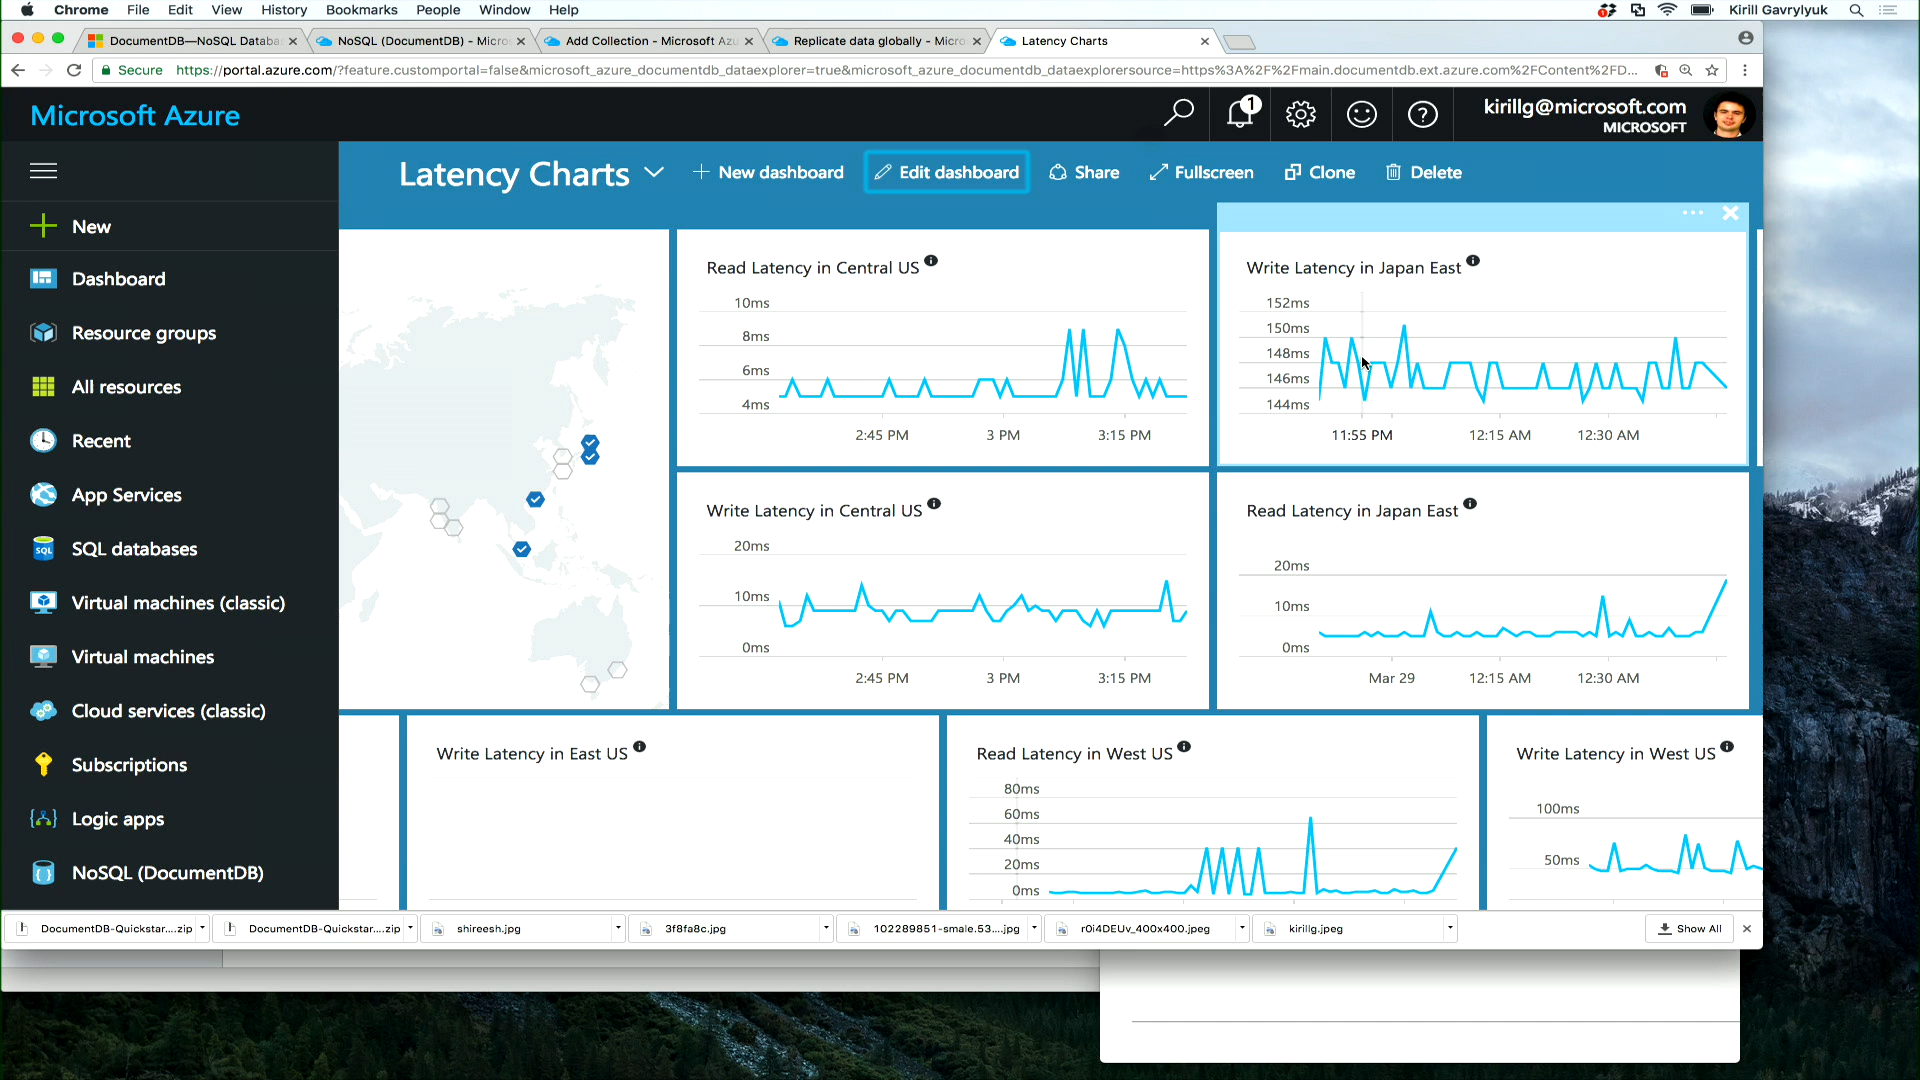 Chrome File Edit View History Bookmarks People Window Help Kirill Gavrylyuk
DocumentDB—NoSQL Databa NoSQL (DocumentDB) - Micro Add Collection - Microsoft Azu Replicate data globally - Micro Latency Charts
Secure https://portal.azure.com/?feature.customportal=false&microsoft_azure_documentdb_dataexplorer=true&microsoft_azure_documentdb_dataexplorersource=https%3A%2F%2Fmain.documentdb.ext.azure.com%2FContent%2FD...
Microsoft Azure
1
kirillg@microsoft.com
MICROSOFT
Latency Charts New dashboard Edit dashboard Share Fullscreen Clone Delete
New
Dashboard
Resource groups
All resources
Recent
App Services
SQL
SQL databases
Virtual machines (classic)
Virtual machines
Cloud services (classic)
Subscriptions
Logic apps
NoSQL (DocumentDB)
Read Latency in Central US
10ms
8ms
6ms
4ms
2:45 PM 3 PM 3:15 PM
Write Latency in Japan East
152ms
150ms
148ms
146ms
144ms
11:55 PM 12:15 AM 12:30 AM
Write Latency in Central US
20ms
10ms
0ms
2:45 PM 3 PM 3:15 PM
Read Latency in Japan East
20ms
10ms
0ms
Mar 29 12:15 AM 12:30 AM
Write Latency in East US
Read Latency in West US
80ms
60ms
40ms
20ms
0ms
Write Latency in West US
100ms
50ms
DocumentDB-Quickstar....zip DocumentDB-Quickstar....zip shireesh.jpg 3f8fa8c.jpg 102289851-smale.53....jpg r0i4DEUv_400x400.jpeg kirillg.jpeg Show All